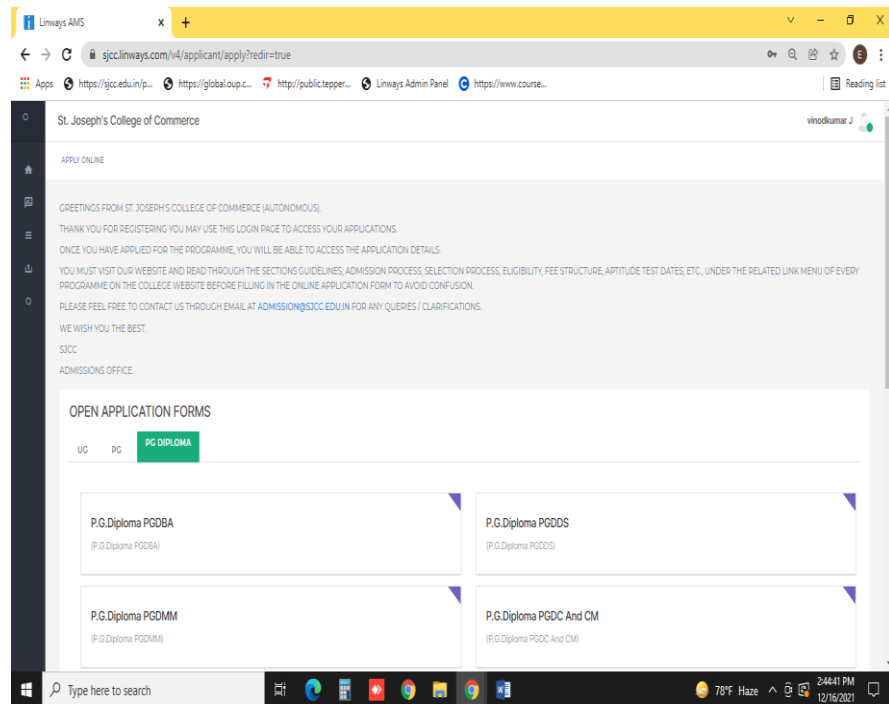 Linways AMS
sjcc.linways.com/v4/applicant/apply?redir=true
E
Apps https://sjcc.edu.in/p... https://global.oup.c... http://public.tepper... Linways Admin Panel https://www.course... Reading list
St. Joseph's College of Commerce vinodkumar J
APPLY ONLINE
GREETINGS FROM ST. JOSEPH'S COLLEGE OF COMMERCE (AUTONOMOUS).
THANK YOU FOR REGISTERING YOU MAY USE THIS LOGIN PAGE TO ACCESS YOUR APPLICATIONS.
ONCE YOU HAVE APPLIED FOR THE PROGRAMME, YOU WILL BE ABLE TO ACCESS THE APPLICATION DETAILS.
YOU MUST VISIT OUR WEBSITE AND READ THROUGH THE SECTIONS GUIDELINES, ADMISSION PROCESS, SELECTION PROCESS, ELIGIBILITY, FEE STRUCTURE, APTITUDE TEST DATES, ETC., UNDER THE RELATED LINK MENU OF EVERY
PROGRAMME ON THE COLLEGE WEBSITE BEFORE FILLING IN THE ONLINE APPLICATION FORM TO AVOID CONFUSION.
PLEASE FEEL FREE TO CONTACT US THROUGH EMAIL AT ADMISSION@SJCC.EDU.IN FOR ANY QUERIES / CLARIFICATIONS.
WE WISH YOU THE BEST.
SJCC
ADMISSIONS OFFICE.
OPEN APPLICATION FORMS
UG PG PG DIPLOMA
P.G.Diploma PGDBA P.G.Diploma PGDDS
(P.G.Diploma PGDBA) (P.G.Diploma PGDDS)
P.G.Diploma PGDMM P.G.Diploma PGDC And CM
(P.G.Diploma PGDMM) (P.G.Diploma PGDC And CM)
Type here to search 78°F Haze 2:44:41 PM
12/16/2021